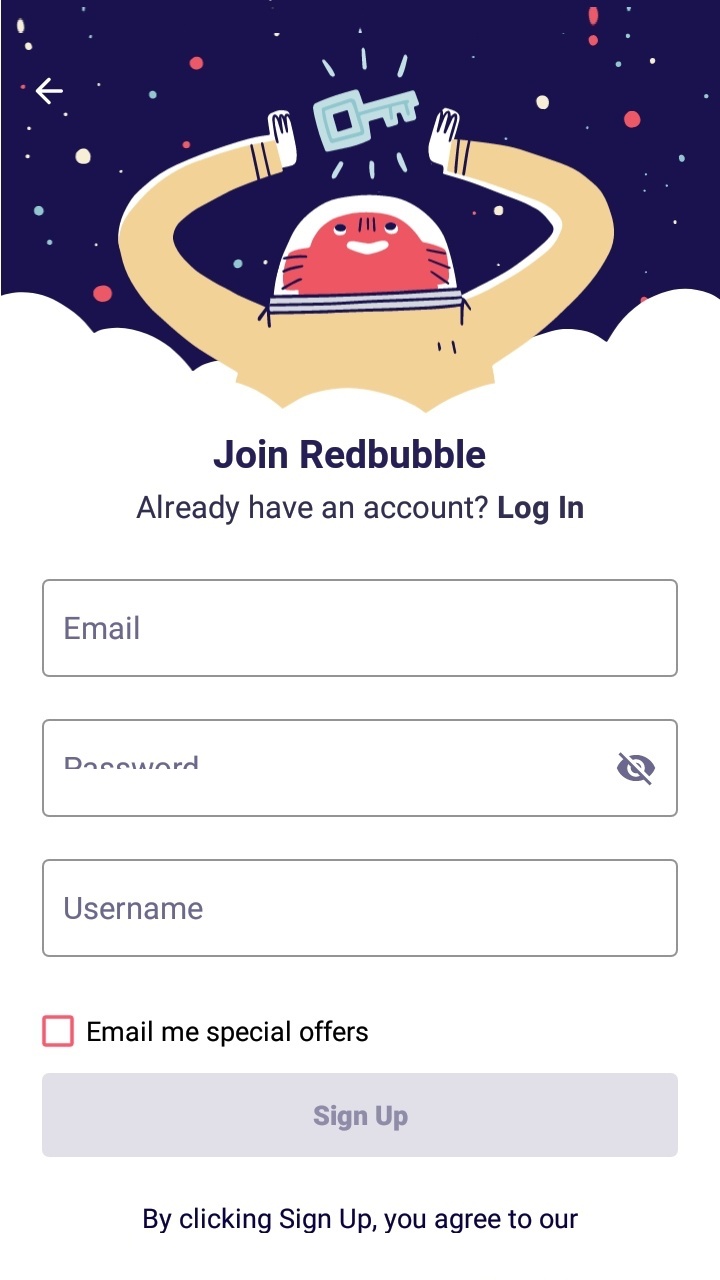 Join Redbubble
Already have an account? Log In
Email
Password
Username
Email me special offers
Sign Up
By clicking Sign Up, you agree to our